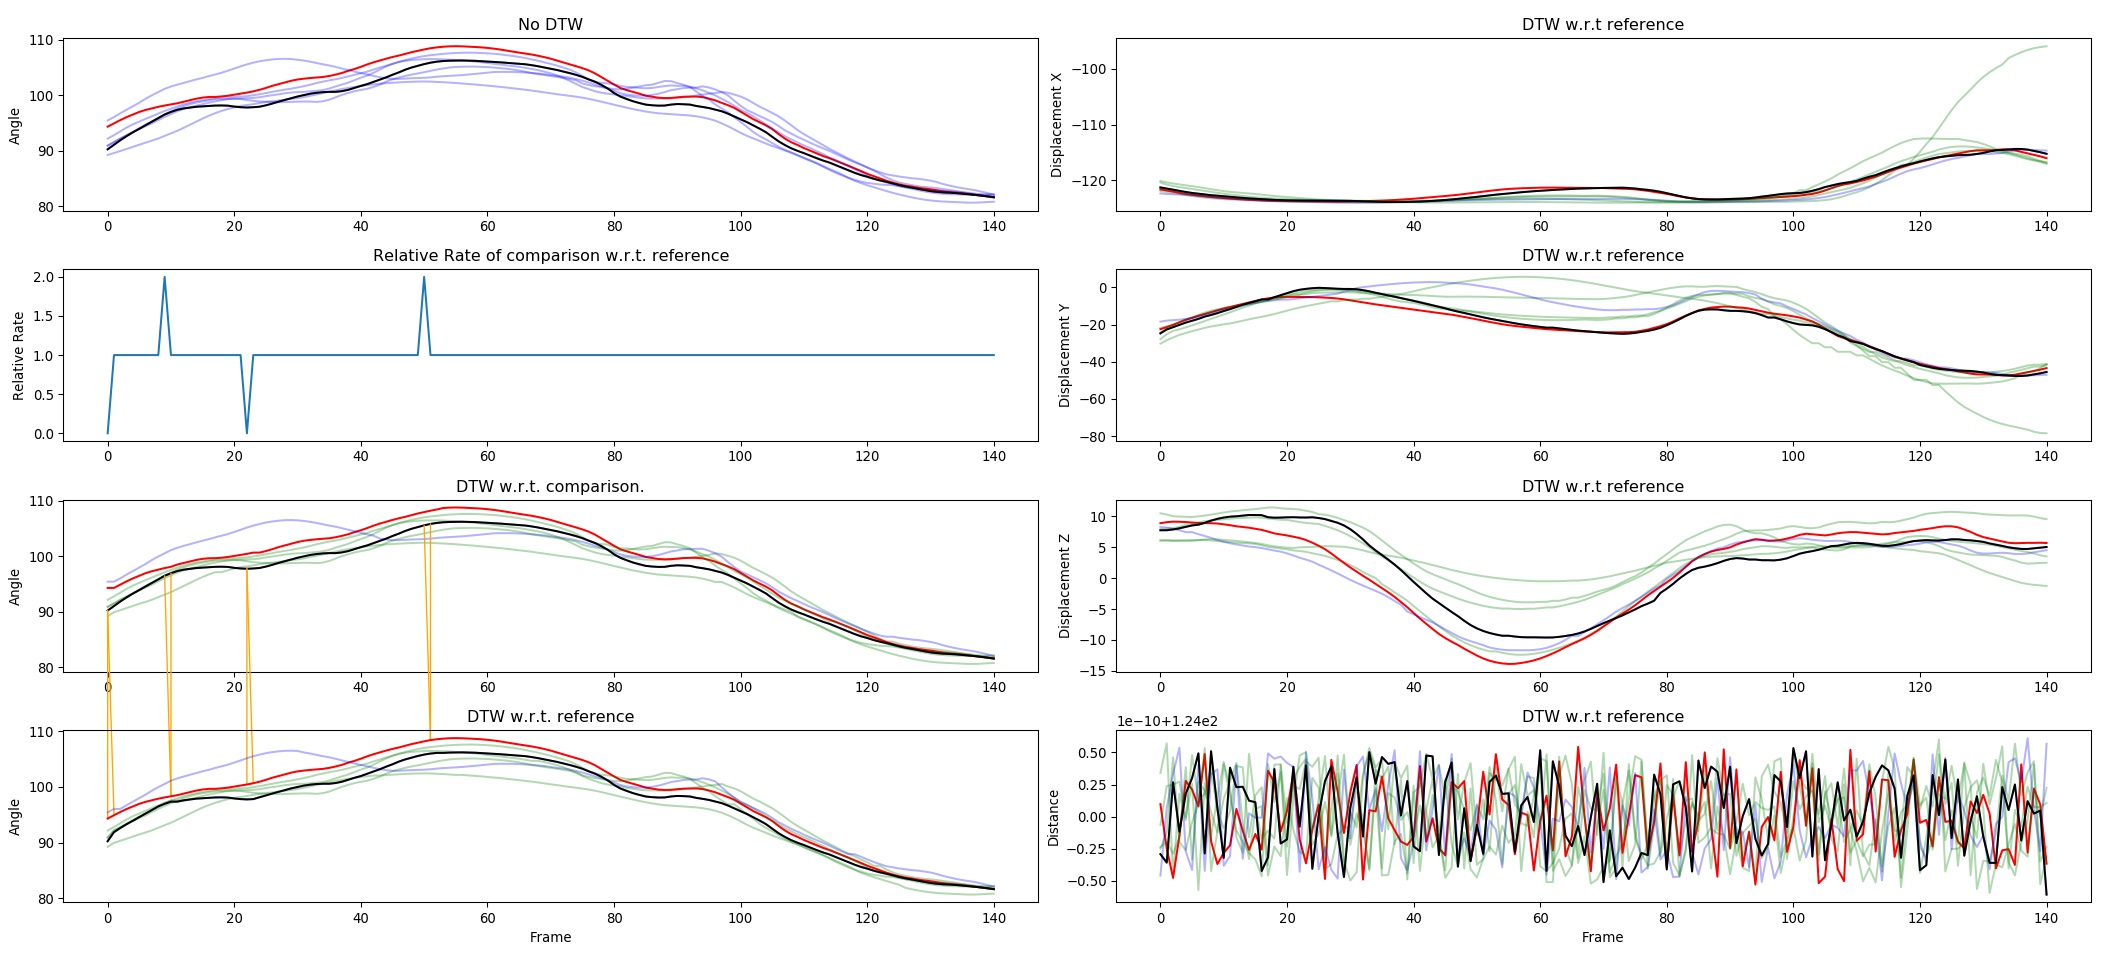 No DTW
110
100
90
80
Angle
0 20 40 60 80 100 120 140
DTW w.r.t reference
−100
−110
−120
Displacement X
0 20 40 60 80 100 120 140
Relative Rate of comparison w.r.t. reference
2.0
1.5
1.0
0.5
0.0
Relative Rate
0 20 40 60 80 100 120 140
DTW w.r.t reference
0
−20
−40
−60
−80
Displacement Y
0 20 40 60 80 100 120 140
DTW w.r.t. comparison.
110
100
90
80
Angle
0 20 40 60 80 100 120 140
DTW w.r.t reference
10
5
0
−5
−10
−15
Displacement Z
0 20 40 60 80 100 120 140
DTW w.r.t. reference
110
100
90
80
Angle
0 20 40 60 80 100 120 140
Frame
DTW w.r.t reference
1e−10+1.24e2
0.50
0.25
0.00
−0.25
−0.50
Distance
0 20 40 60 80 100 120 140
Frame